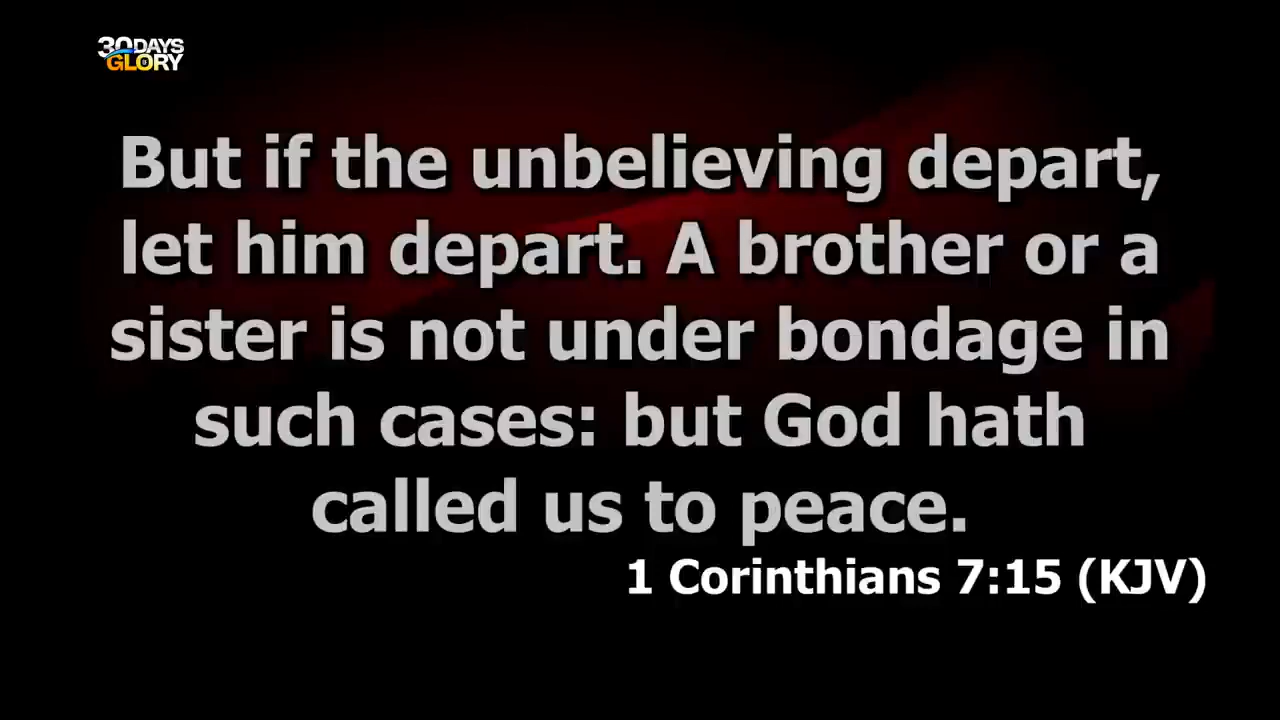 30DAYS
GLORY
But if the unbelieving depart,
let him depart. A brother or a
sister is not under bondage in
such cases: but God hath
called us to peace.
1 Corinthians 7:15 (KJV)